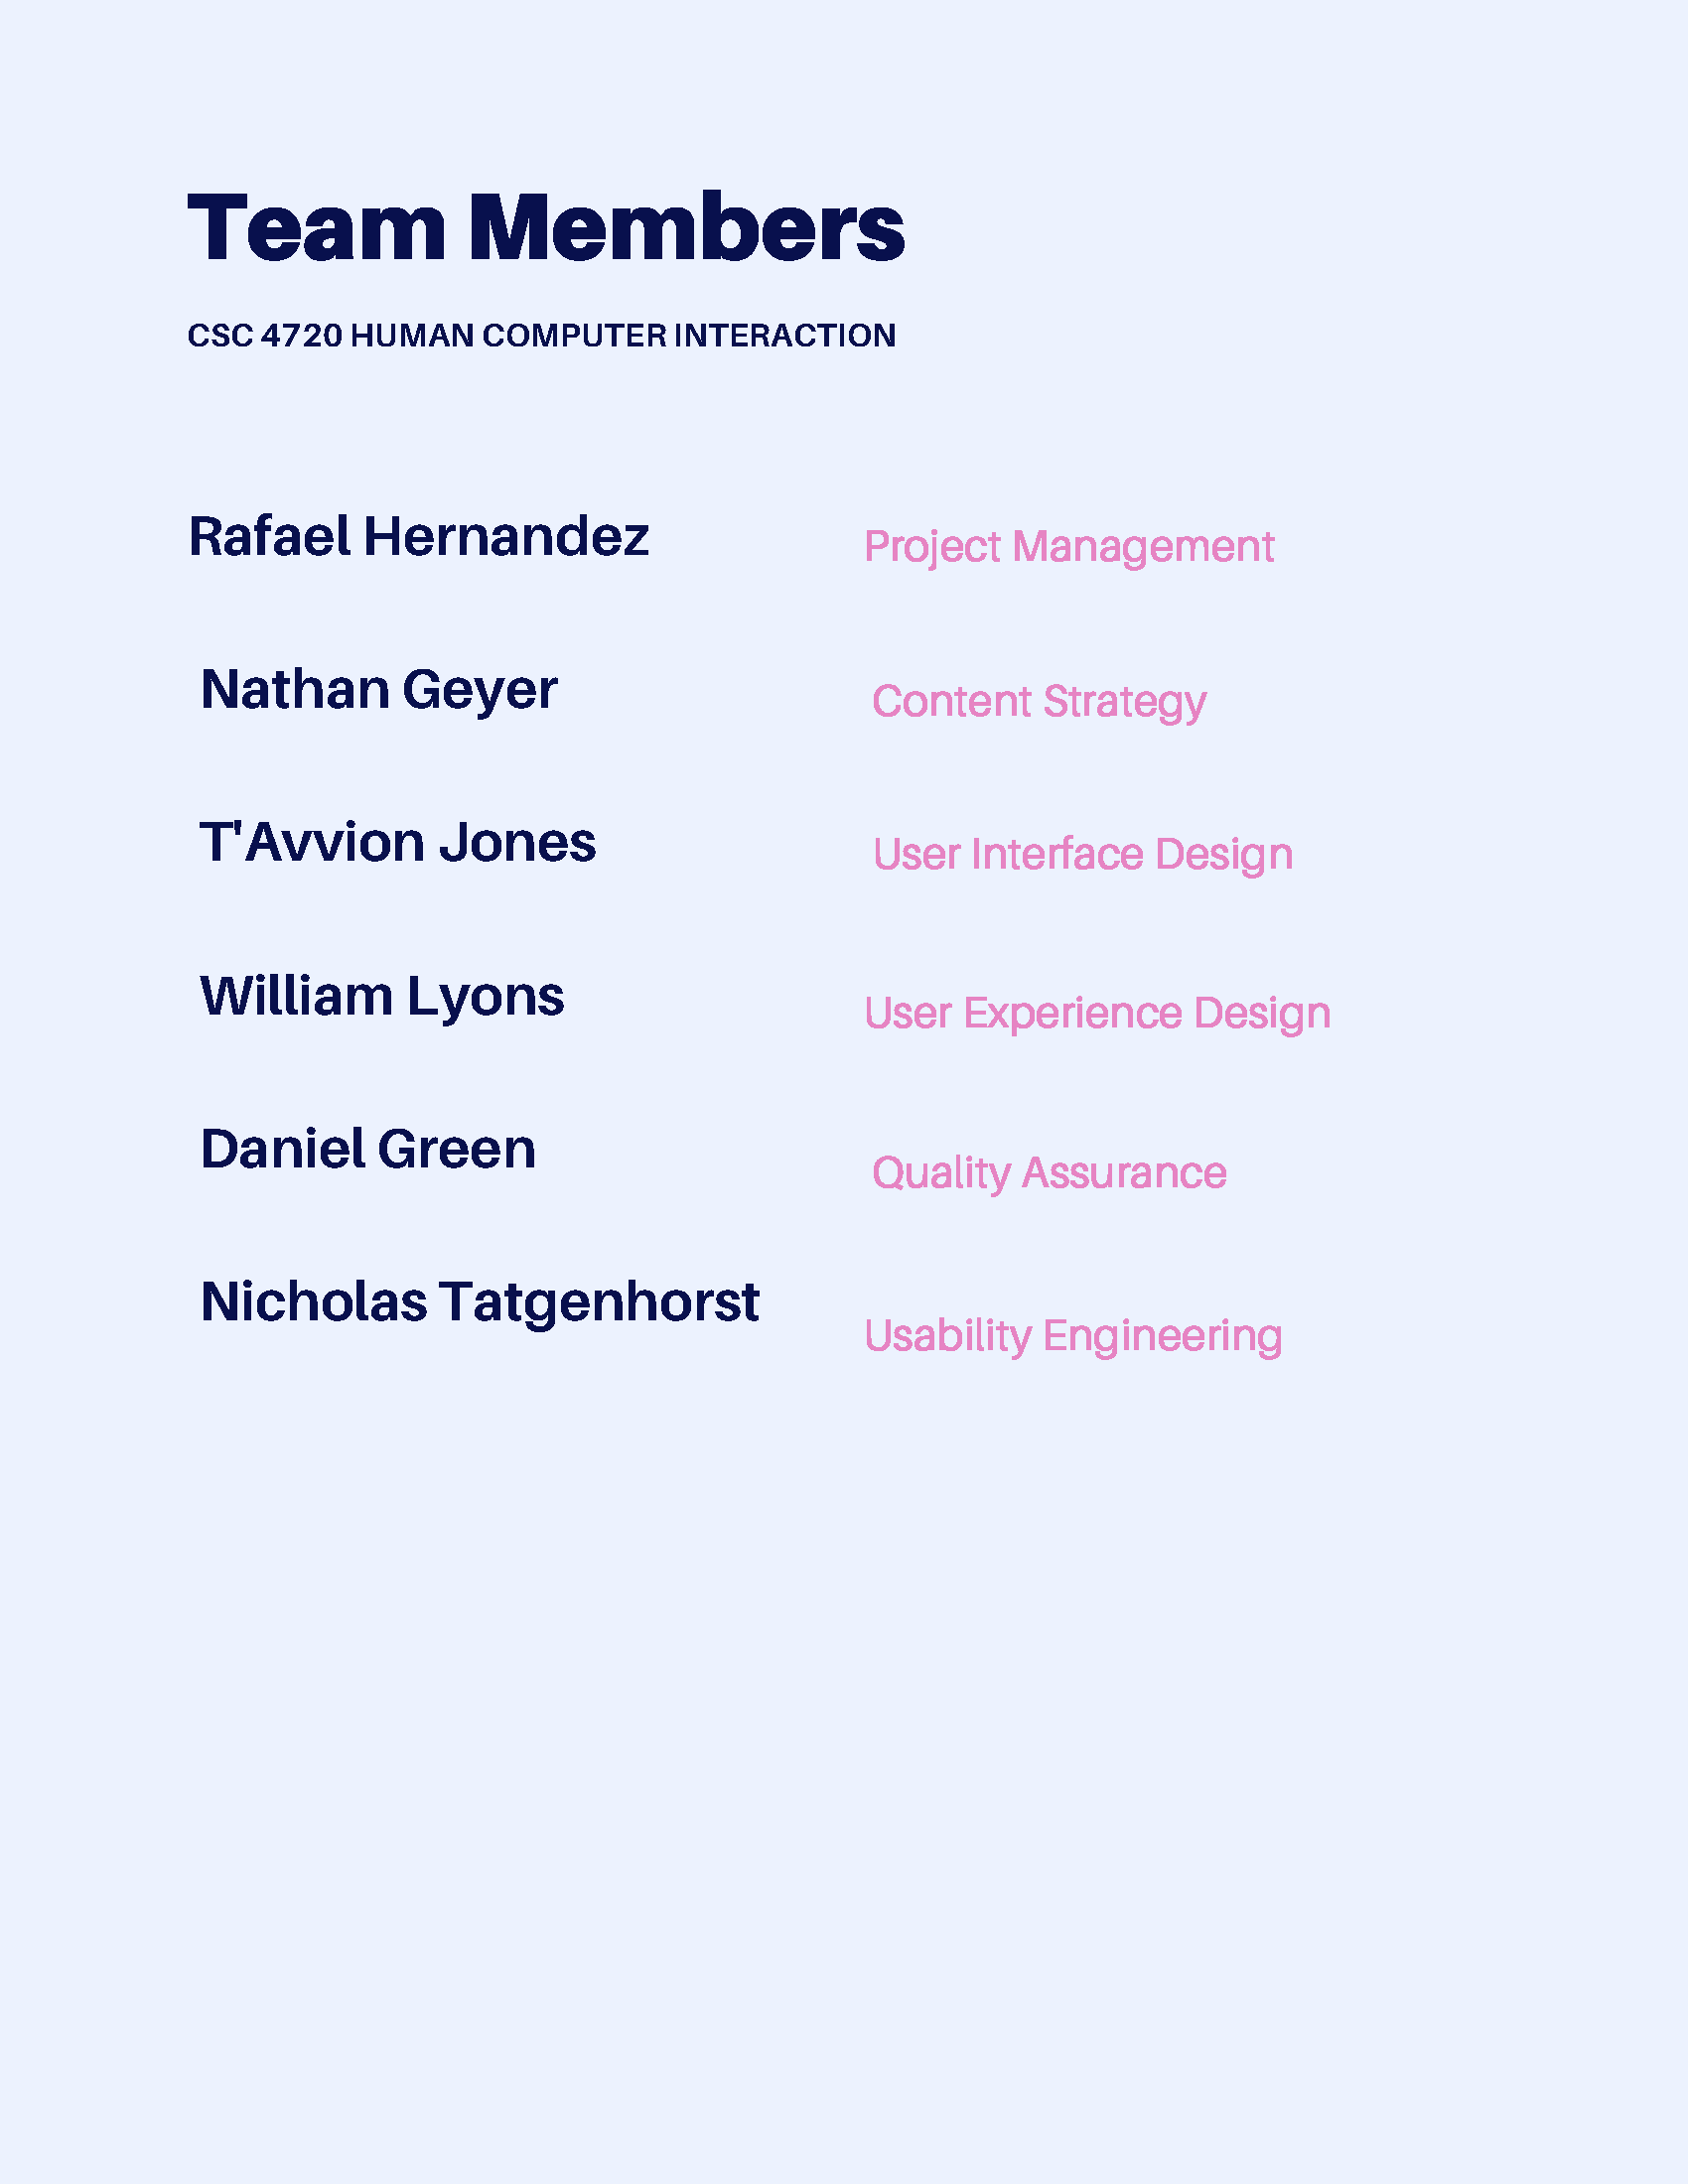 Team Members
CSC 4720 HUMAN COMPUTER INTERACTION
Rafael Hernandez Project Management
Nathan Geyer Content Strategy
T'Avvion Jones User Interface Design
William Lyons User Experience Design
Daniel Green Quality Assurance
Nicholas Tatgenhorst Usability Engineering